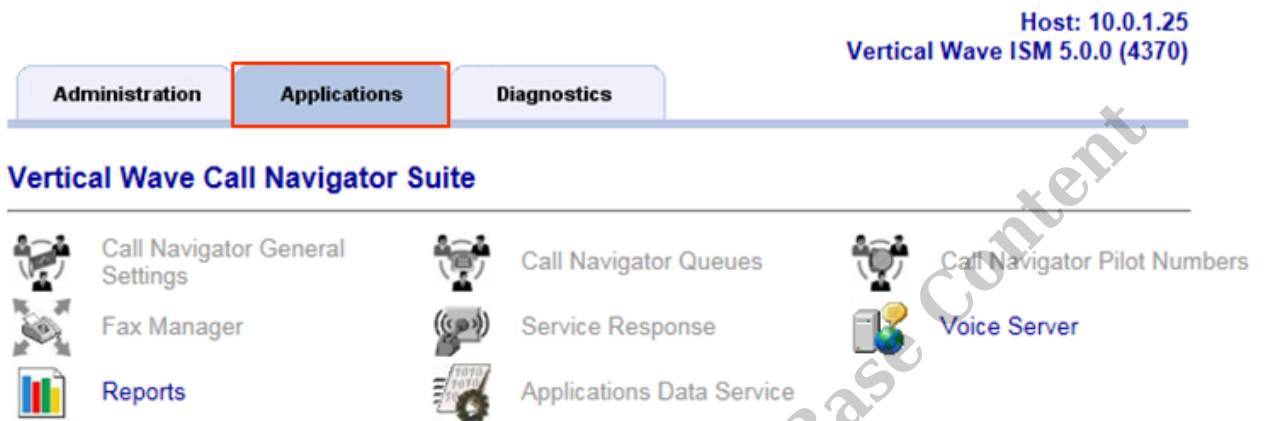 Host: 10.0.1.25
Vertical Wave ISM 5.0.0 (4370)
Administration Applications Diagnostics
Vertical Wave Call Navigator Suite
Call Navigator General
Settings
Call Navigator Queues
Call Navigator Pilot Numbers
Fax Manager
Service Response
Voice Server
Reports
Applications Data Service
Base Content